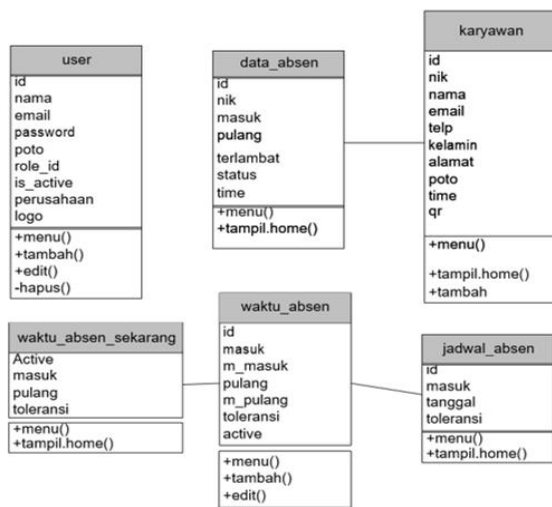 user
id
nama
email
password
poto
role_id
is_active
perusahaan
logo
+menu()
+tambah()
+edit()
-hapus()
data_absen
id
nik
masuk
pulang
terlambat
status
time
+menu()
+tampil.home()
karyawan
id
nik
nama
email
telp
kelamin
alamat
poto
time
qr
+menu()
+tampil.home()
+tambah
waktu_absen_sekarang
Active
masuk
pulang
toleransi
+menu()
+tampil.home()
waktu_absen
id
masuk
m_masuk
pulang
m_pulang
toleransi
active
+menu()
+tambah()
+edit()
jadwal_absen
id
masuk
tanggal
toleransi
+menu()
+tampil.home()